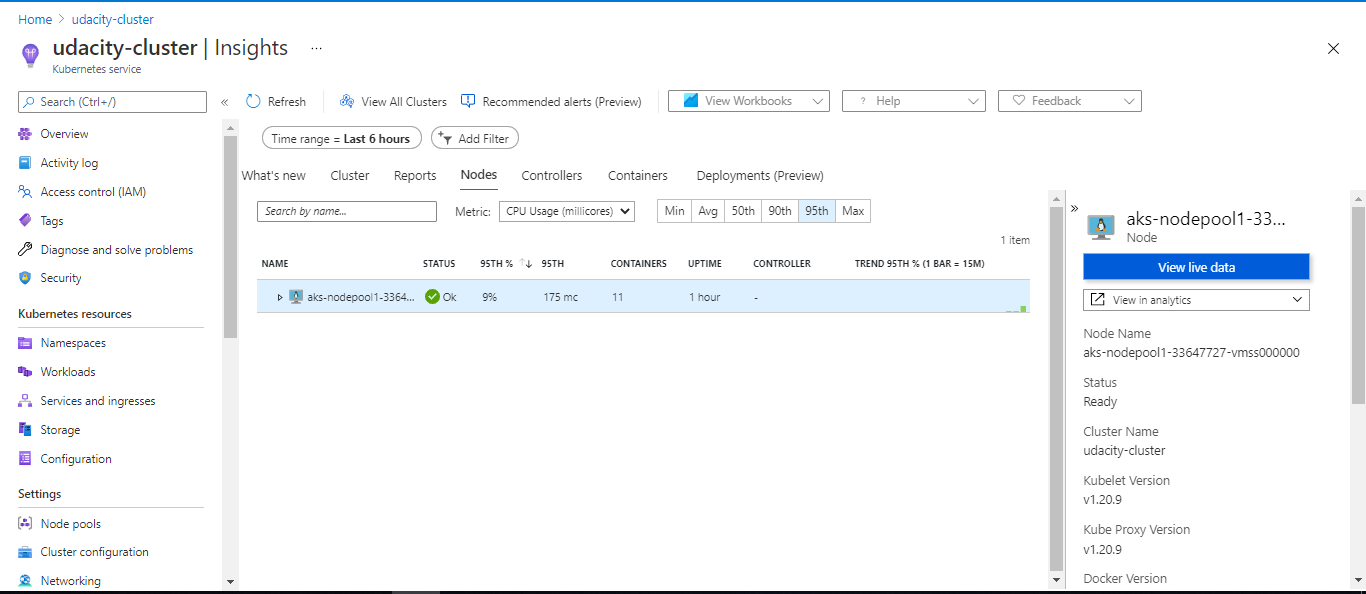 Home > udacity-cluster
udacity-cluster | Insights ...
Kubernetes service
Search (Ctrl+/)
«
Refresh
View All Clusters
Recommended alerts (Preview)
View Workbooks
? Help
Feedback
Overview
Activity log
Access control (IAM)
Tags
Diagnose and solve problems
Security
Kubernetes resources
Namespaces
Workloads
Services and ingresses
Storage
Configuration
Settings
Node pools
Cluster configuration
Networking
Time range = Last 6 hours
Add Filter
What's new Cluster Reports Nodes Controllers Containers Deployments (Preview)
Search by name...
Metric: CPU Usage (millicores)
Min Avg 50th 90th 95th Max
1 item
NAME STATUS 95TH % ↑↓ 95TH CONTAINERS UPTIME CONTROLLER TREND 95TH % (1 BAR = 15M)
aks-nodepool1-3364... Ok 9% 175 mc 11 1 hour -
»
aks-nodepool1-33...
Node
View live data
View in analytics
Node Name
aks-nodepool1-33647727-vmss000000
Status
Ready
Cluster Name
udacity-cluster
Kubelet Version
v1.20.9
Kube Proxy Version
v1.20.9
Docker Version